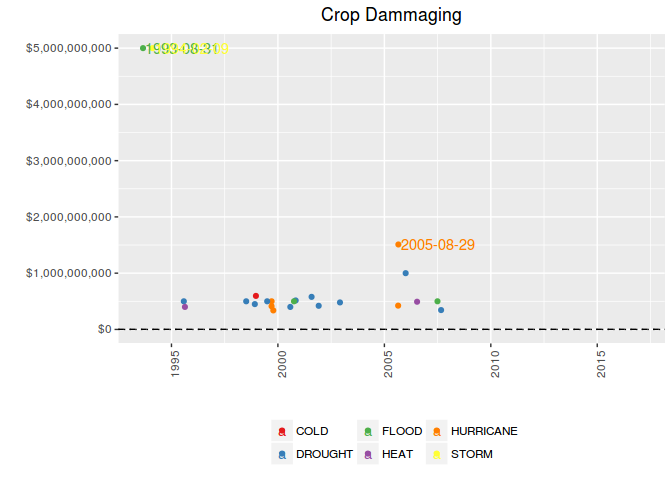 Crop Dammaging
$5,000,000,000
1993-08-31
$4,000,000,000
$3,000,000,000
$2,000,000,000
2005-08-29
$1,000,000,000
$0
1995
2000
2005
2010
2015
COLD
FLOOD
HURRICANE
DROUGHT
HEAT
STORM